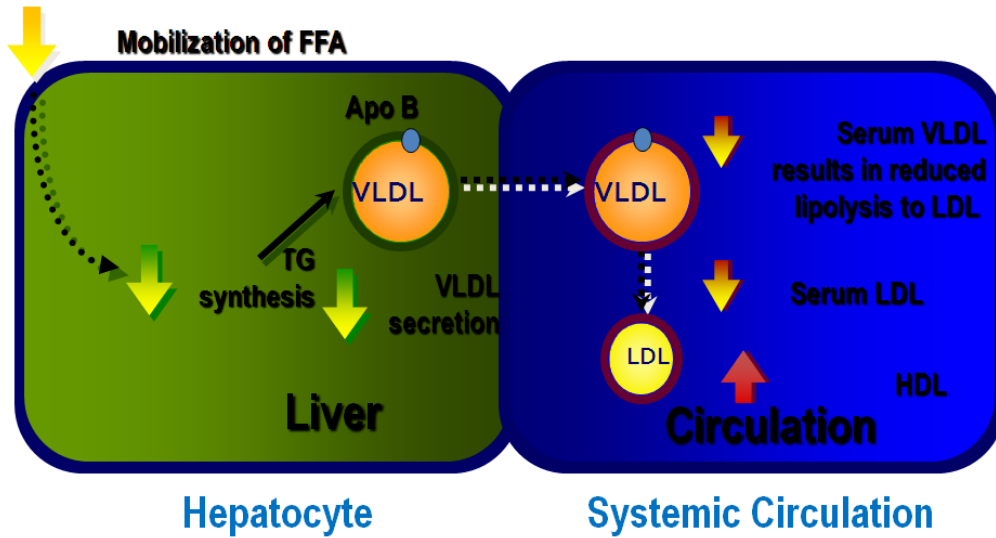 Mobilization of FFA
Apo B
VLDL
TG
synthesis
VLDL
secretion
Liver
VLDL
Serum VLDL
results in reduced
lipolysis to LDL
Serum LDL
LDL
HDL
Circulation
Hepatocyte
Systemic Circulation